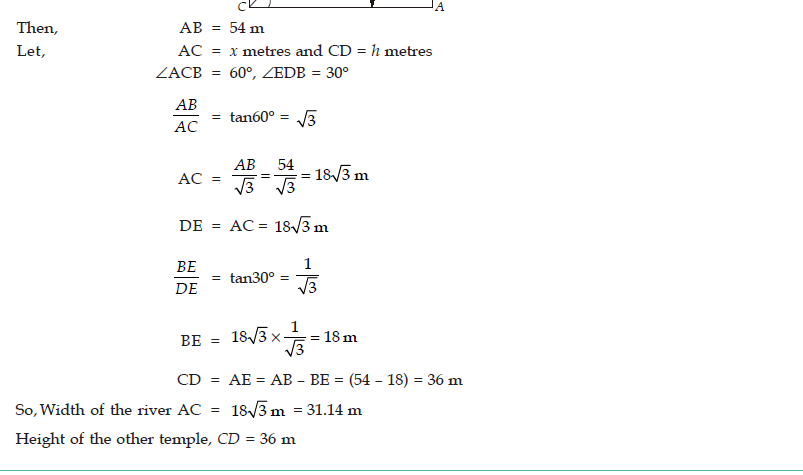 C A
Then, AB = 54 m
Let, AC = x metres and CD = h metres
∠ACB = 60°, ∠EDB = 30°
AB/AC = tan60° = √3
AC = AB/√3 = 54/√3 = 18√3 m
DE = AC = 18√3 m
BE/DE = tan30° = 1/√3
BE = 18√3 × 1/√3 = 18 m
CD = AE = AB – BE = (54 – 18) = 36 m
So, Width of the river AC = 18√3 m = 31.14 m
Height of the other temple, CD = 36 m